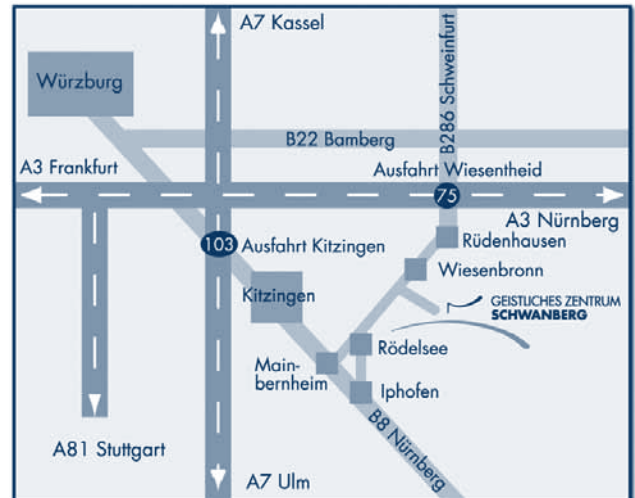 A7 Kassel
Würzburg
B286 Schweinfurt
B22 Bamberg
A3 Frankfurt
Ausfahrt Wiesentheid
75
A3 Nürnberg
103
Ausfahrt Kitzingen
Rüdenhausen
Wiesenbronn
Kitzingen
GEISTLICHES ZENTRUM
SCHWANBERG
Rödelsee
Main-
bernheim
Iphofen
B8 Nürnberg
A81 Stuttgart
A7 Ulm